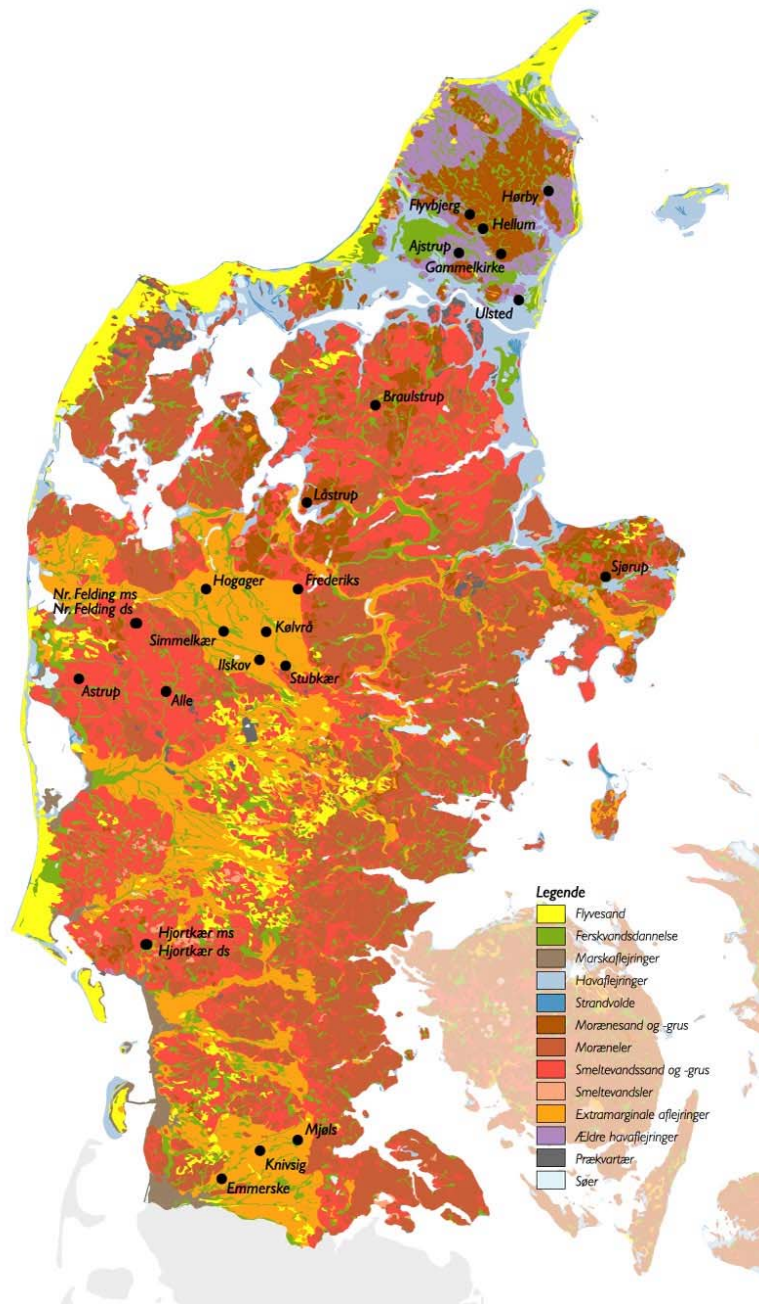 Hørby
Flyvbjerg
Hellum
Ajstrup
Gammelkirke
Ulsted
Braulstrup
Låstrup
Sjørup
Hogager
Frederiks
Nr. Felding ms
Nr. Felding ds
Simmelkær
Kølvrå
Ilskov
Stubkær
Astrup
Alle
Hjortkær ms
Hjortkær ds
Mjøls
Knivsig
Emmerske
Legende
Flyvesand
Ferskvandsdannelse
Marskaflejringer
Havaflejringer
Strandvolde
Morænesand og -grus
Moræneler
Smeltevandssand og -grus
Smeltevandsler
Extramarginale aflejringer
Ældre havaflejringer
Prækvartær
Søer